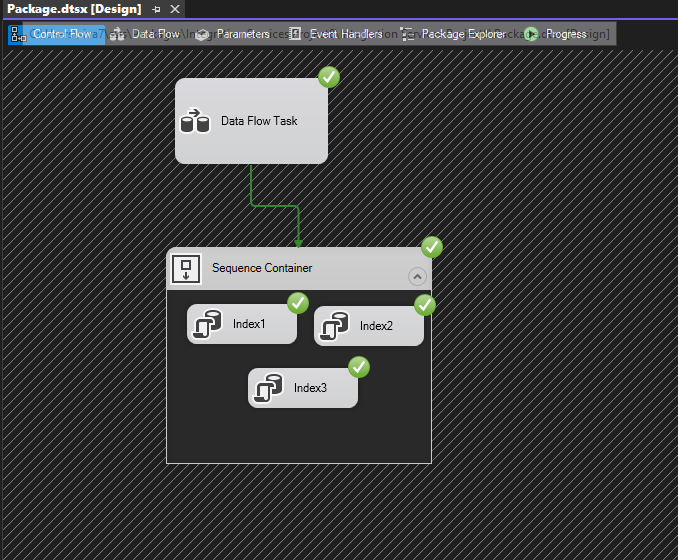 Package.dtsx [Design]
Control Flow Data Flow Parameters Event Handlers Package Explorer Progress
Data Flow Task
Sequence Container
Index1 Index2
Index3